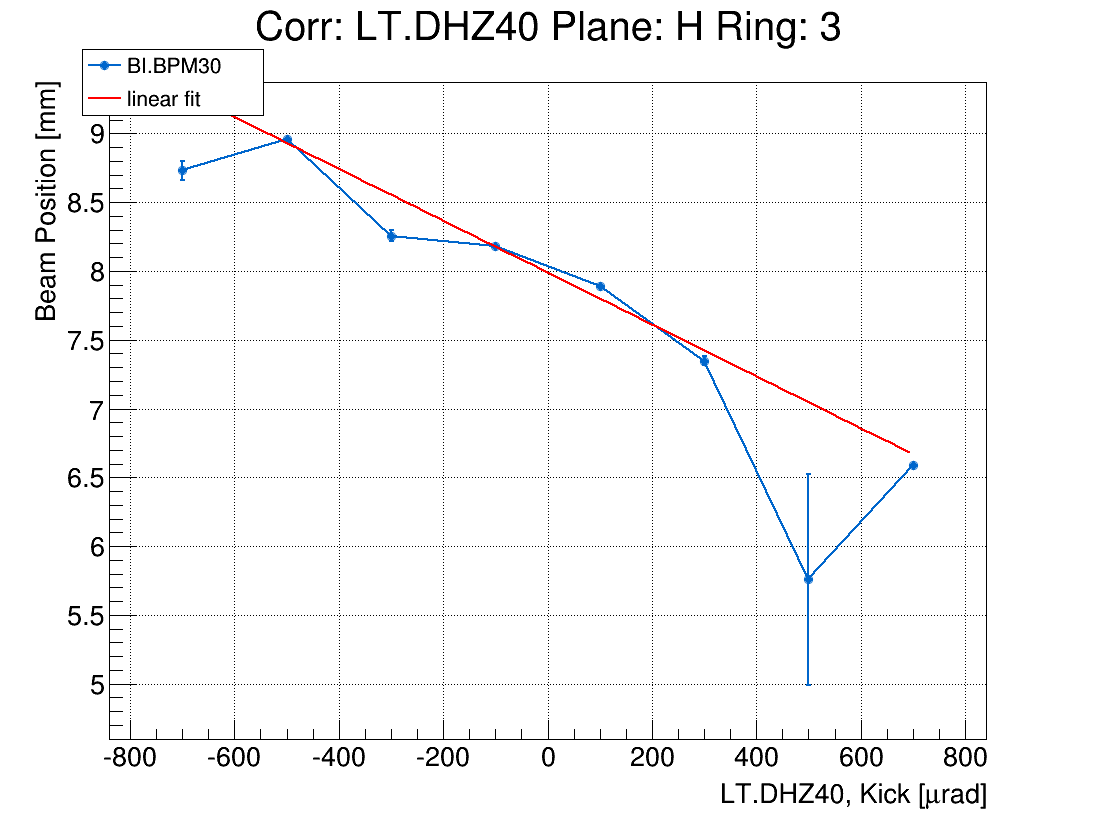 Corr: LT.DHZ40 Plane: H Ring: 3
BI.BPM30
linear fit
Beam Position [mm]
9
8.5
8
7.5
7
6.5
6
5.5
5
-800 -600 -400 -200 0 200 400 600 800
LT.DHZ40, Kick [μrad]